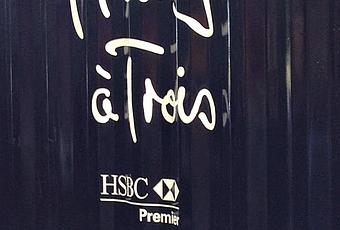 à Trois
HSBC
Premier